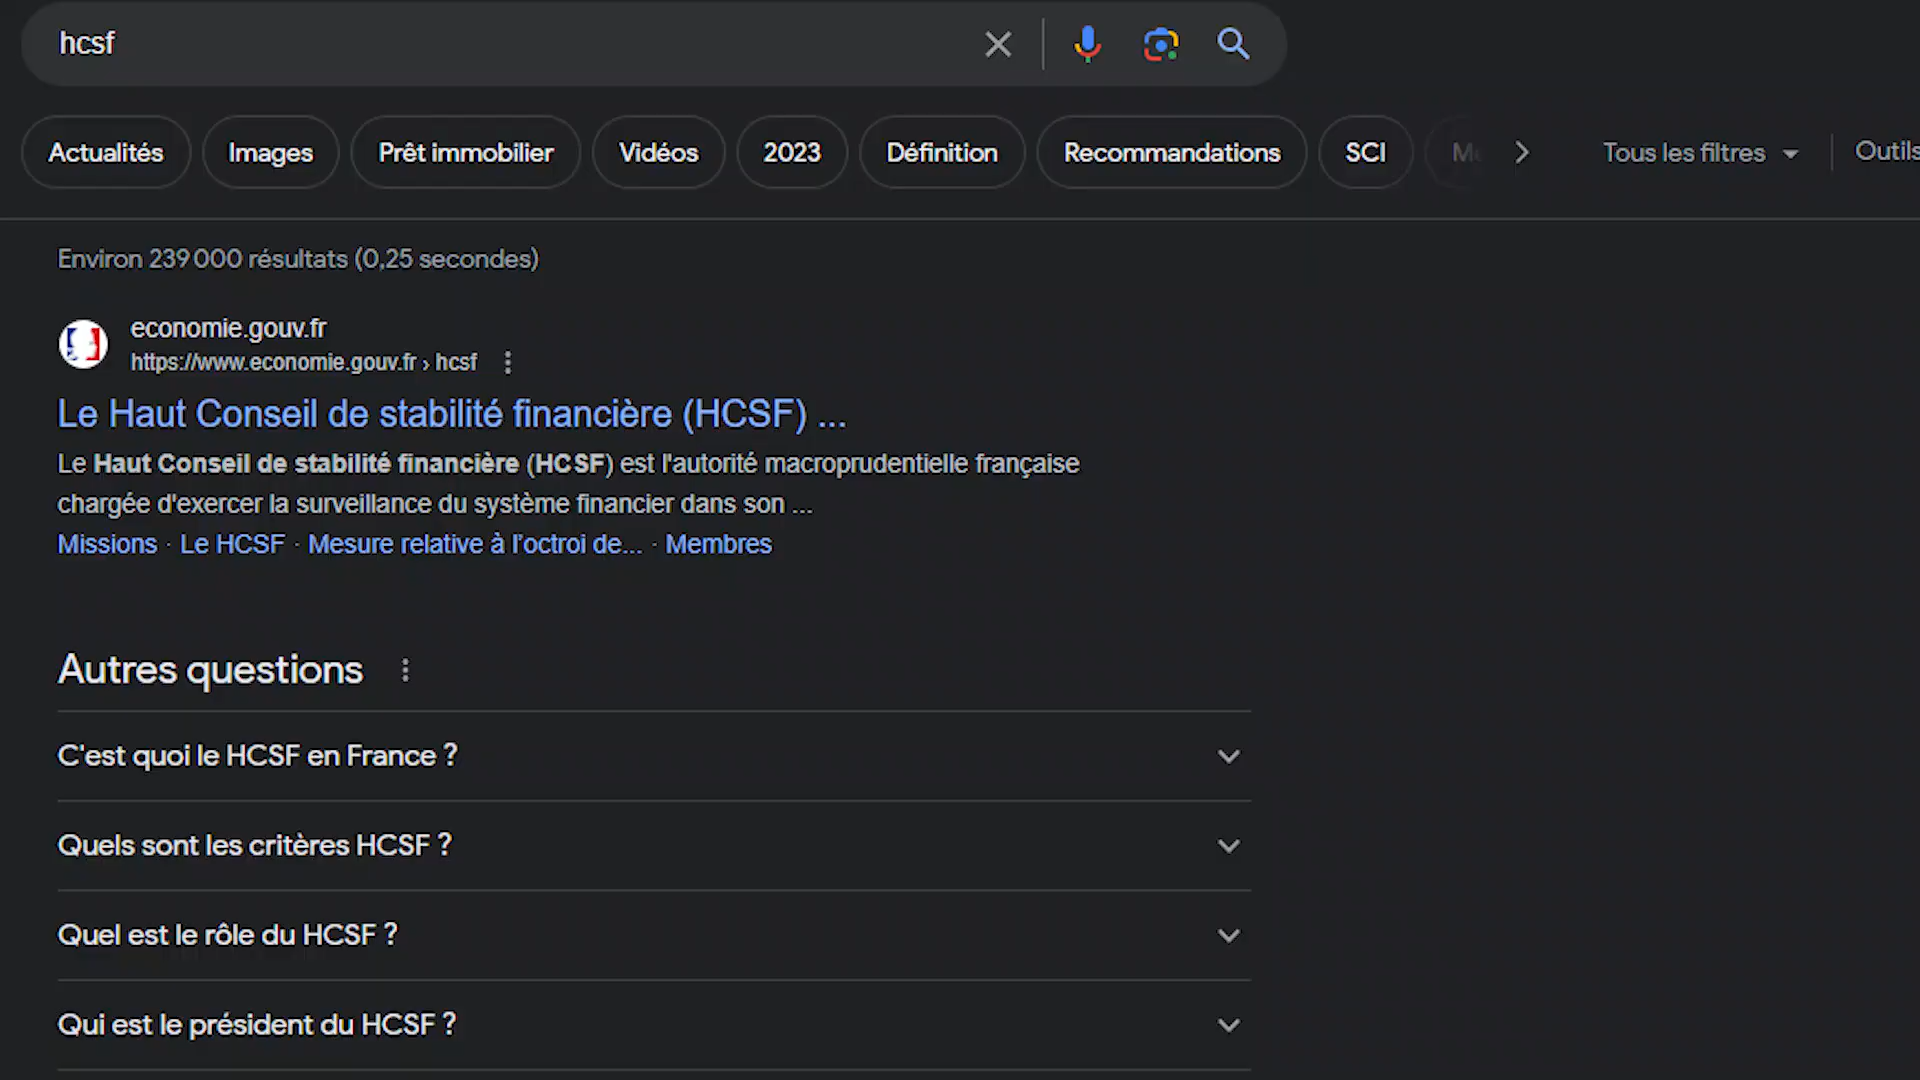 hcsf
Actualités Images Prêt immobilier Vidéos 2023 Définition Recommandations SCI Tous les filtres Outils
Environ 239 000 résultats (0,25 secondes)
economie.gouv.fr
https://www.economie.gouv.fr › hcsf
Le Haut Conseil de stabilité financière (HCSF) ...
Le Haut Conseil de stabilité financière (HCSF) est l'autorité macroprudentielle française
chargée d'exercer la surveillance du système financier dans son ...
Missions · Le HCSF · Mesure relative à l’octroi de... · Membres
Autres questions
C'est quoi le HCSF en France ?
Quels sont les critères HCSF ?
Quel est le rôle du HCSF ?
Qui est le président du HCSF ?